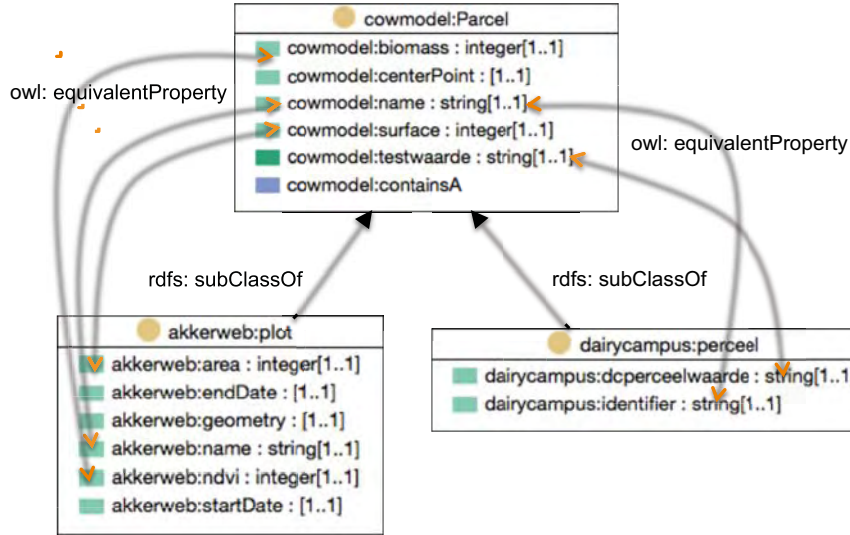 cowmodel:Parcel
cowmodel:biomass : integer[1..1]
cowmodel:centerPoint : [1..1]
cowmodel:name : string[1..1]
cowmodel:surface : integer[1..1]
cowmodel:testwaarde : string[1..1]
cowmodel:containsA
owl: equivalentProperty
owl: equivalentProperty
rdfs: subClassOf
rdfs: subClassOf
akkerweb:plot
akkerweb:area : integer[1..1]
akkerweb:endDate : [1..1]
akkerweb:geometry : [1..1]
akkerweb:name : string[1..1]
akkerweb:ndvi : integer[1..1]
akkerweb:startDate : [1..1]
dairycampus:perceel
dairycampus:dcperceelwaarde : string[1..1
dairycampus:identifier : string[1..1]